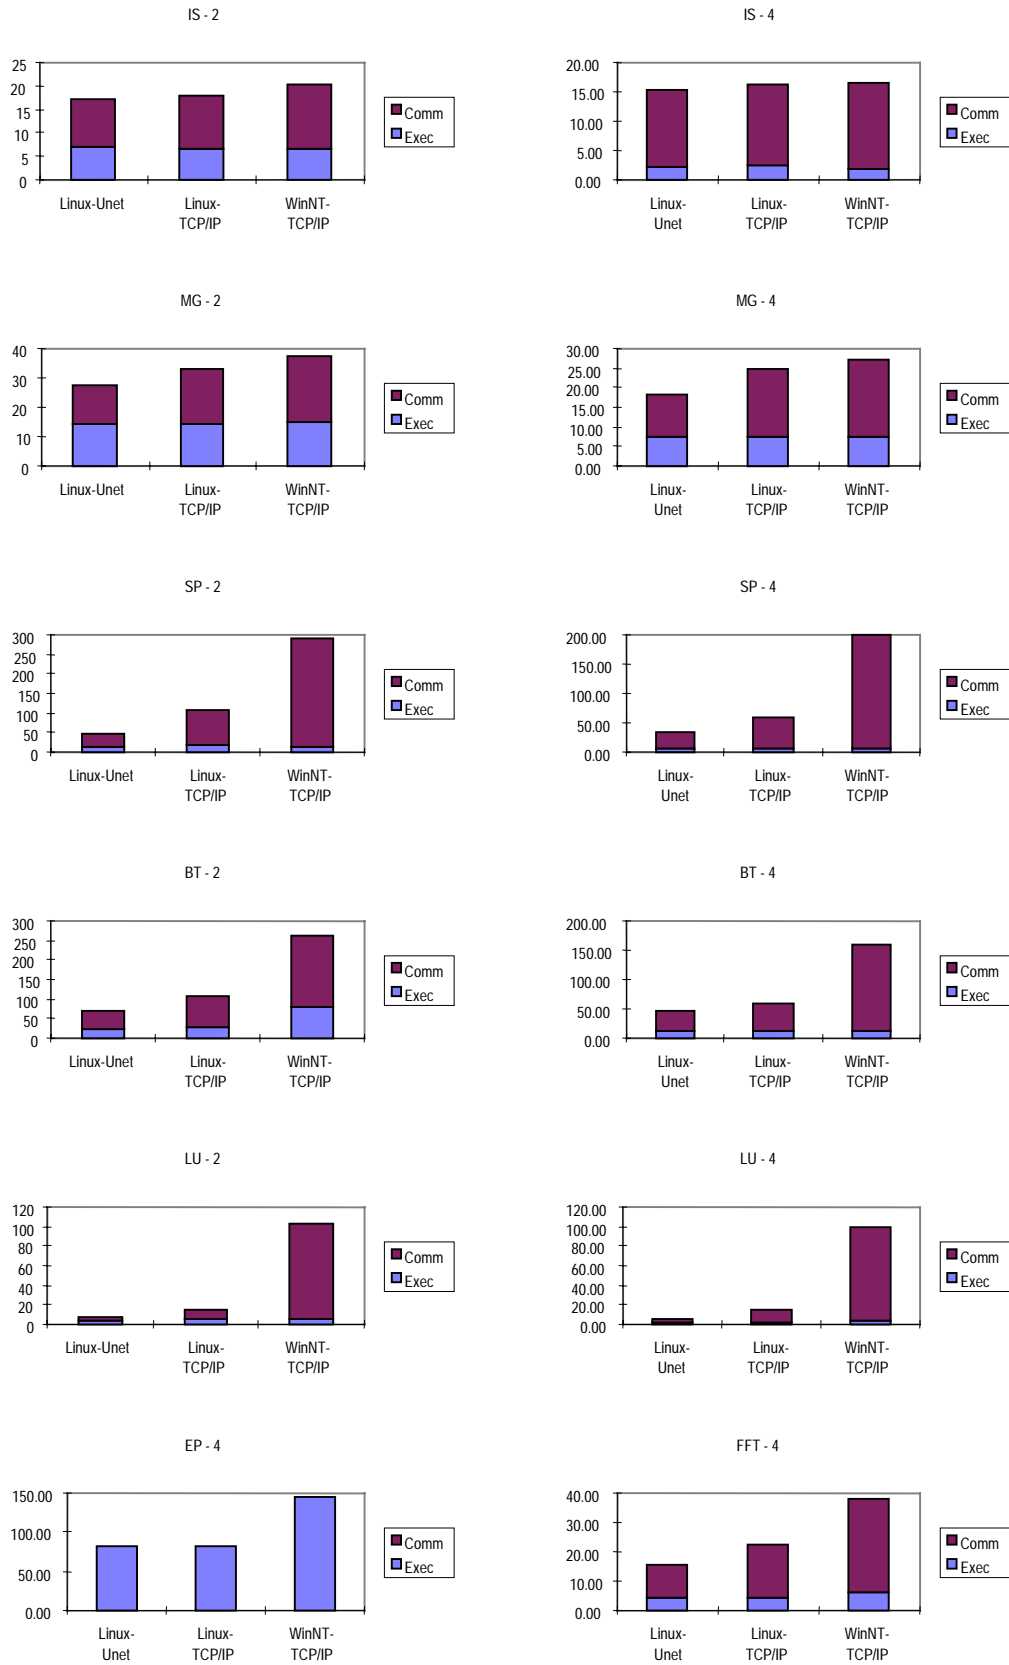 IS - 2
25
20
15
10
5
0
Linux-Unet
Linux-
TCP/IP
WinNT-
TCP/IP
Comm
Exec
IS - 4
20.00
15.00
10.00
5.00
0.00
Linux-
Unet
Linux-
TCP/IP
WinNT-
TCP/IP
Comm
Exec
MG - 2
40
30
20
10
0
Linux-Unet
Linux-
TCP/IP
WinNT-
TCP/IP
Comm
Exec
MG - 4
30.00
25.00
20.00
15.00
10.00
5.00
0.00
Linux-
Unet
Linux-
TCP/IP
WinNT-
TCP/IP
Comm
Exec
SP - 2
300
250
200
150
100
50
0
Linux-Unet
Linux-
TCP/IP
WinNT-
TCP/IP
Comm
Exec
SP - 4
200.00
150.00
100.00
50.00
0.00
Linux-
Unet
Linux-
TCP/IP
WinNT-
TCP/IP
Comm
Exec
BT - 2
300
250
200
150
100
50
0
Linux-Unet
Linux-
TCP/IP
WinNT-
TCP/IP
Comm
Exec
BT - 4
200.00
150.00
100.00
50.00
0.00
Linux-
Unet
Linux-
TCP/IP
WinNT-
TCP/IP
Comm
Exec
LU - 2
120
100
80
60
40
20
0
Linux-Unet
Linux-
TCP/IP
WinNT-
TCP/IP
Comm
Exec
LU - 4
120.00
100.00
80.00
60.00
40.00
20.00
0.00
Linux-
Unet
Linux-
TCP/IP
WinNT-
TCP/IP
Comm
Exec
EP - 4
150.00
100.00
50.00
0.00
Linux-
Unet
Linux-
TCP/IP
WinNT-
TCP/IP
Comm
Exec
FFT - 4
40.00
30.00
20.00
10.00
0.00
Linux-
Unet
Linux-
TCP/IP
WinNT-
TCP/IP
Comm
Exec